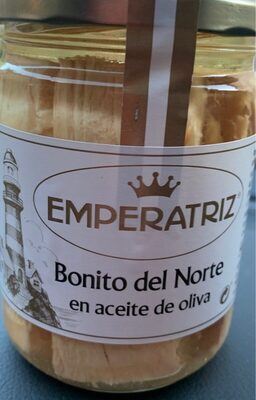 EMPERATRIZ
Bonito del Norte
en aceite de oliva